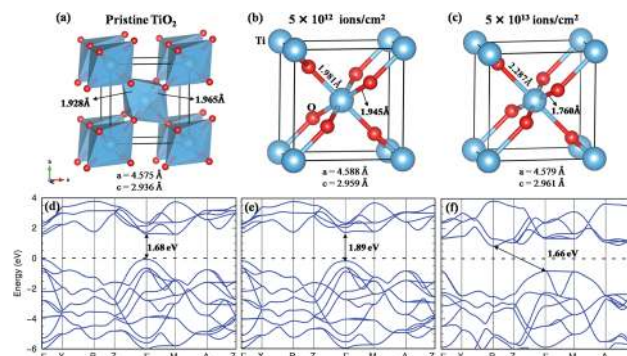 (a) Pristine TiO₂
(b) 5 × 10¹² ions/cm²
(c) 5 × 10¹³ ions/cm²
Ti
O
1.928Å
1.965Å
a = 4.575 Å
c = 2.936 Å
1.981Å
1.945Å
a = 4.588 Å
c = 2.959 Å
2.287Å
1.760Å
a = 4.579 Å
c = 2.961 Å
(d)
(e)
(f)
Energy (eV)
4
2
0
−2
−4
−6
1.68 eV
1.89 eV
1.66 eV